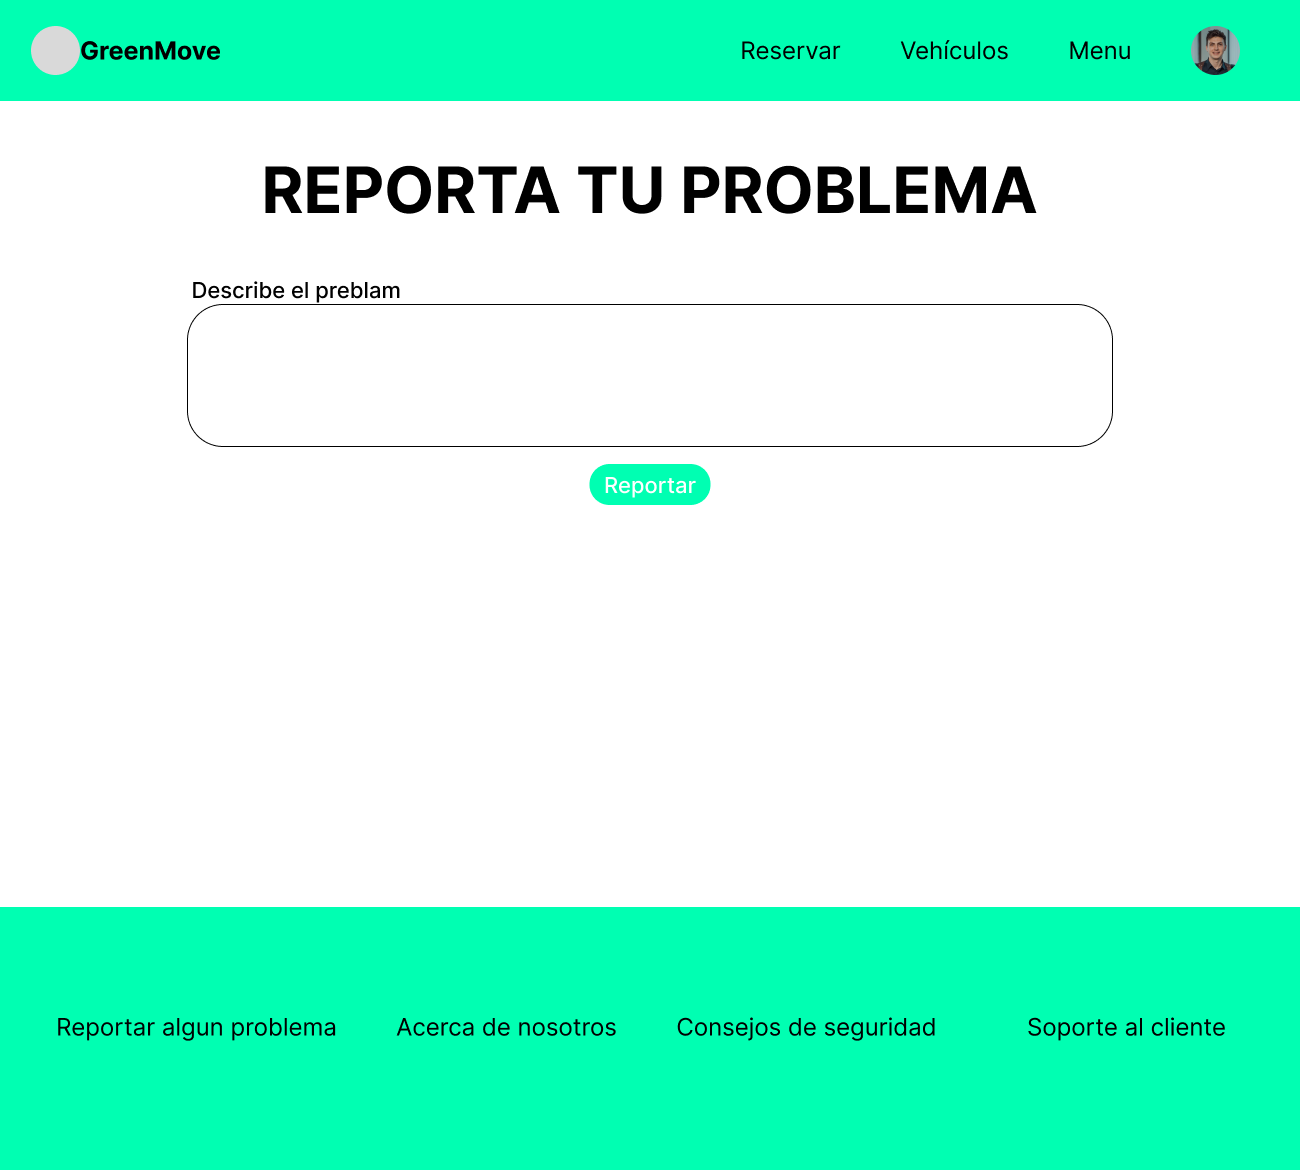 GreenMove
Reservar
Vehículos
Menu
REPORTA TU PROBLEMA
Describe el preblam
Reportar
Reportar algun problema
Acerca de nosotros
Consejos de seguridad
Soporte al cliente